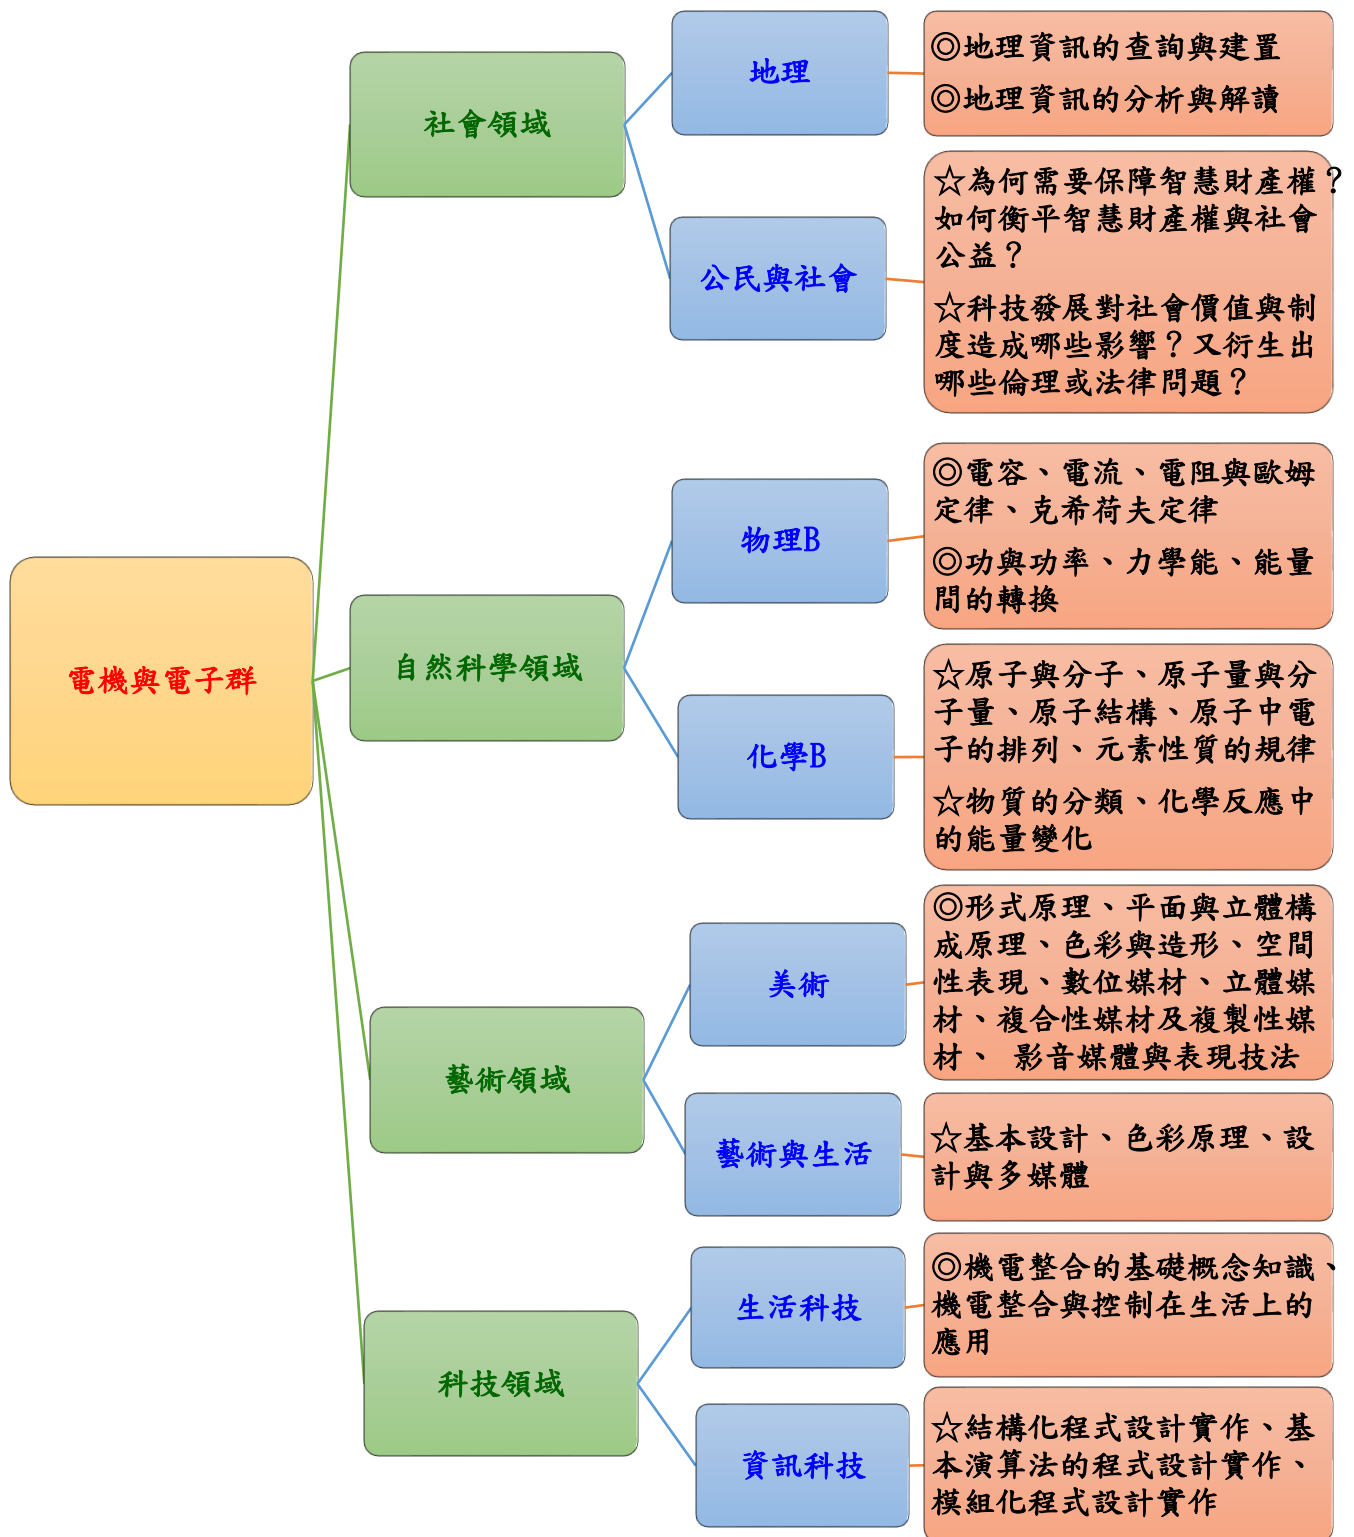 電機與電子群
社會領域
地理
◎地理資訊的查詢與建置
◎地理資訊的分析與解讀
公民與社會
☆為何需要保障智慧財產權？
如何衡平智慧財產權與社會
公益？
☆科技發展對社會價值與制
度造成哪些影響？又衍生出
哪些倫理或法律問題？
自然科學領域
物理B
◎電容、電流、電阻與歐姆
定律、克希荷夫定律
◎功與功率、力學能、能量
間的轉換
化學B
☆原子與分子、原子量與分
子量、原子結構、原子中電
子的排列、元素性質的規律
☆物質的分類、化學反應中
的能量變化
藝術領域
美術
◎形式原理、平面與立體構
成原理、色彩與造形、空間
性表現、數位媒材、立體媒
材、複合性媒材及複製性媒
材、 影音媒體與表現技法
藝術與生活
☆基本設計、色彩原理、設
計與多媒體
科技領域
生活科技
◎機電整合的基礎概念知識、
機電整合與控制在生活上的
應用
資訊科技
☆結構化程式設計實作、基
本演算法的程式設計實作、
模組化程式設計實作